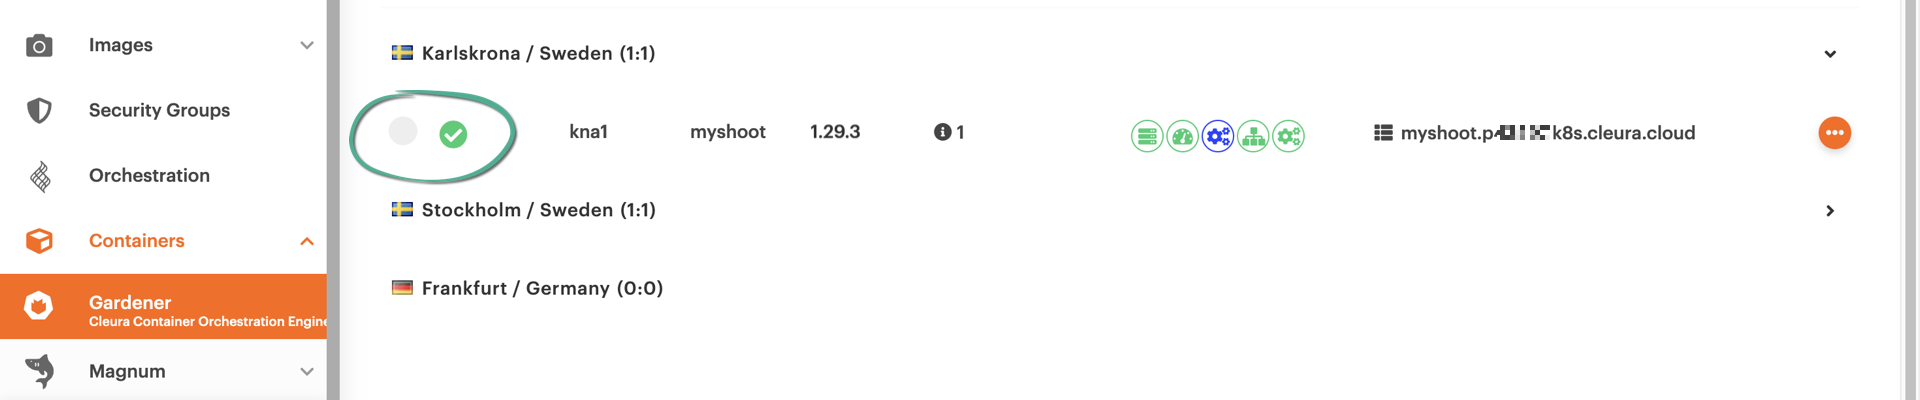 Images
Security Groups
Orchestration
Containers
Gardener
Cleura Container Orchestration Engine
Magnum
Karlskrona / Sweden (1:1)
kna1 myshoot 1.29.3 1 myshoot.p k8s.cleura.cloud
Stockholm / Sweden (1:1)
Frankfurt / Germany (0:0)